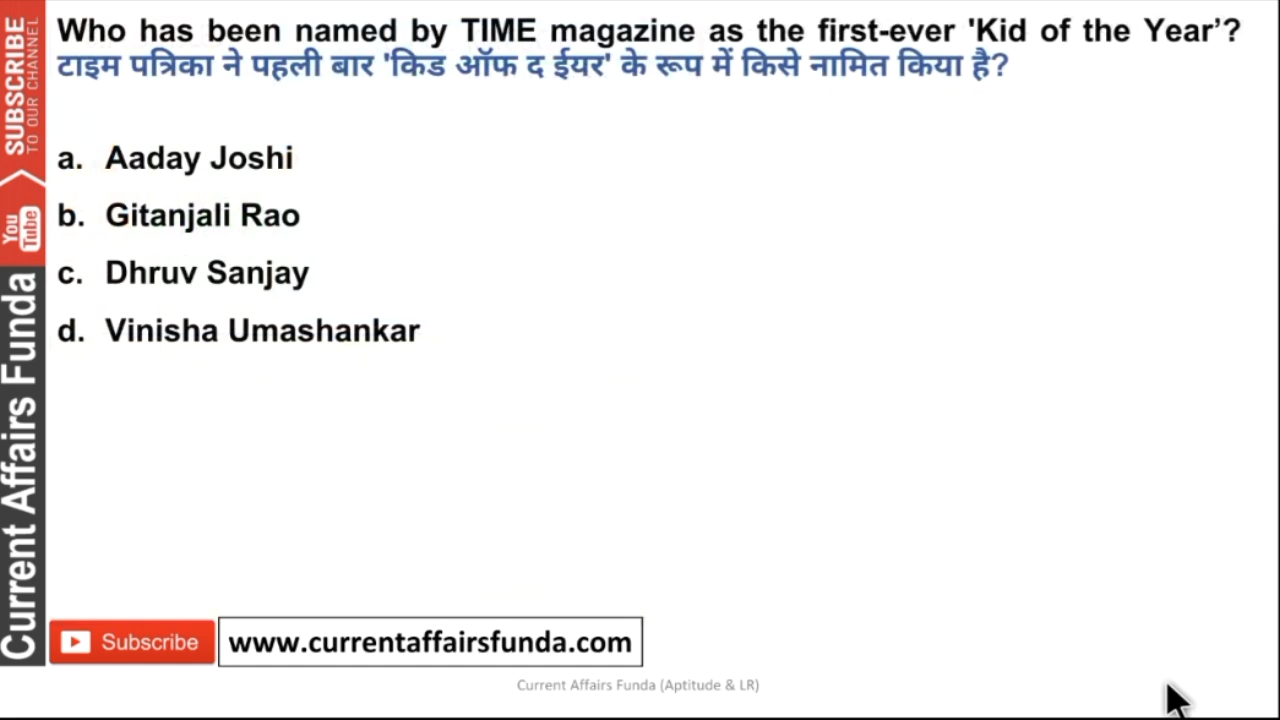 Who has been named by TIME magazine as the first-ever 'Kid of the Year’?
टाइम पत्रिका ने पहली बार 'किड ऑफ द ईयर' के रूप में किसे नामित किया है?
a. Aaday Joshi
b. Gitanjali Rao
c. Dhruv Sanjay
d. Vinisha Umashankar
SUBSCRIBE
TO OUR CHANNEL
You Tube
Current Affairs Funda
Subscribe
www.currentaffairsfunda.com
Current Affairs Funda (Aptitude & LR)